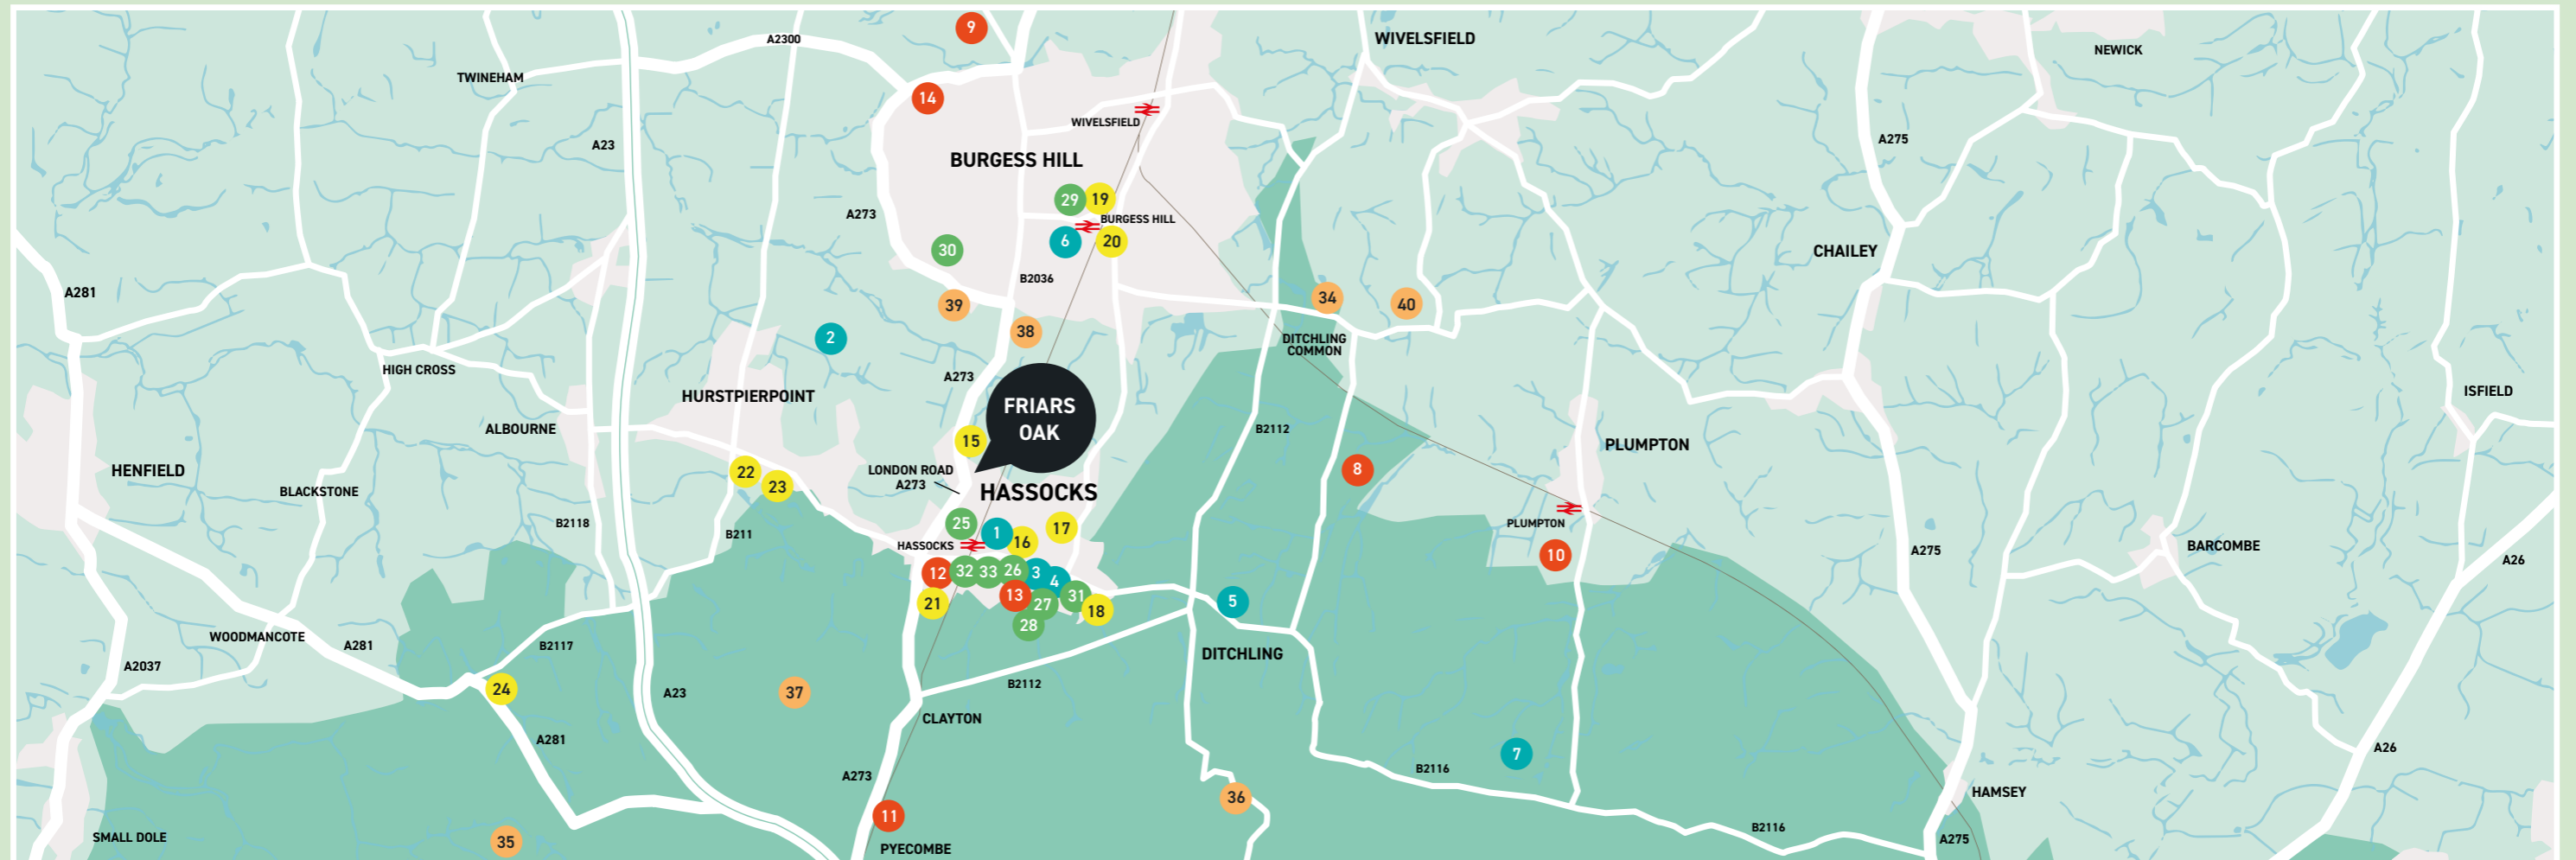 9
WIVELSFIELD
A2300
NEWICK
TWINEHAM
14
WIVELSFIELD
A23
A275
BURGESS HILL
29
19
A273
BURGESS HILL
6
20
30
CHAILEY
B2036
A281
39
34
40
38
2
DITCHLING
COMMON
HIGH CROSS
A273
ISFIELD
HURSTPIERPOINT
FRIARS
OAK
ALBOURNE
B2112
15
PLUMPTON
HENFIELD
22
23
LONDON ROAD
A273
8
BLACKSTONE
HASSOCKS
B2118
25
1
17
PLUMPTON
B211
HASSOCKS
16
10
A275
BARCOMBE
A26
12
32
33
26
3
4
21
13
27
31
18
5
28
WOODMANCOTE
A281
B2117
DITCHLING
A2037
24
A23
37
B2112
CLAYTON
A281
7
A26
A273
B2116
HAMSEY
36
11
B2116
SMALL DOLE
35
PYECOMBE
A275